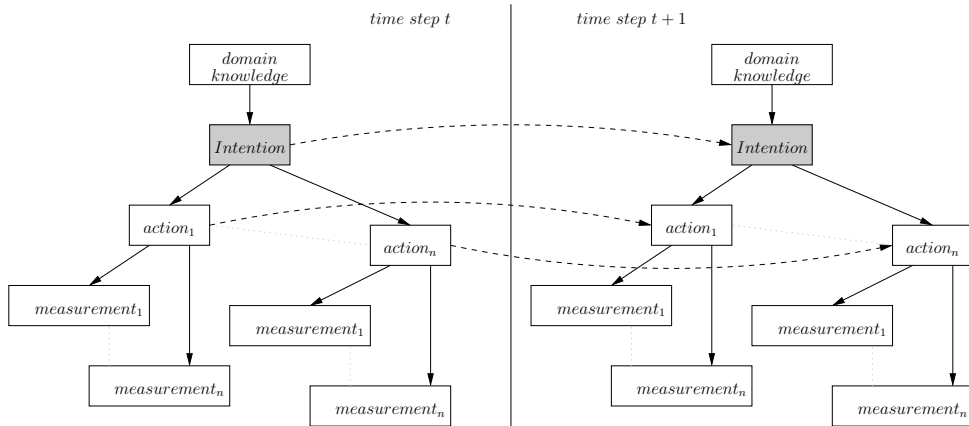 time step t
time step t + 1
domain
knowledge
domain
knowledge
Intention
Intention
action₁
action₁
actionₙ
actionₙ
measurement₁
measurement₁
measurement₁
measurement₁
measurementₙ
measurementₙ
measurementₙ
measurementₙ